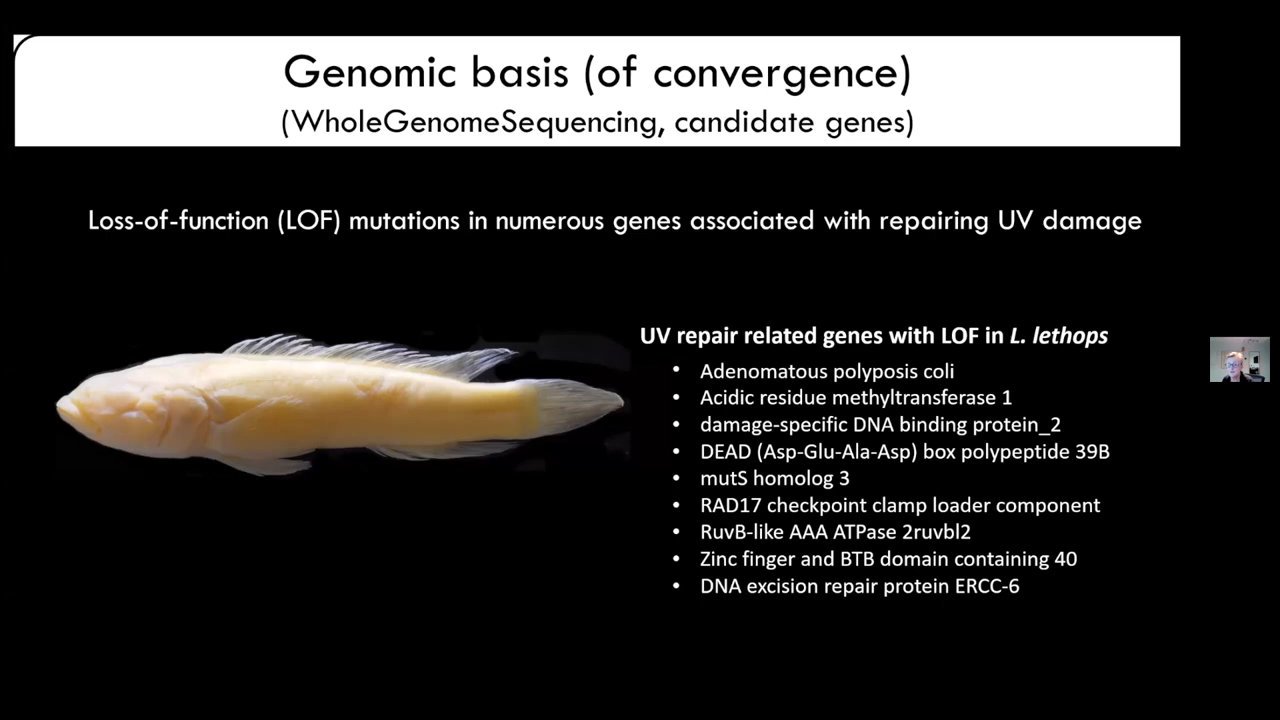 Genomic basis (of convergence)
(WholeGenomeSequencing, candidate genes)
Loss-of-function (LOF) mutations in numerous genes associated with repairing UV damage
UV repair related genes with LOF in L. lethops
• Adenomatous polyposis coli
• Acidic residue methyltransferase 1
• damage-specific DNA binding protein_2
• DEAD (Asp-Glu-Ala-Asp) box polypeptide 39B
• mutS homolog 3
• RAD17 checkpoint clamp loader component
• RuvB-like AAA ATPase 2ruvbl2
• Zinc finger and BTB domain containing 40
• DNA excision repair protein ERCC-6